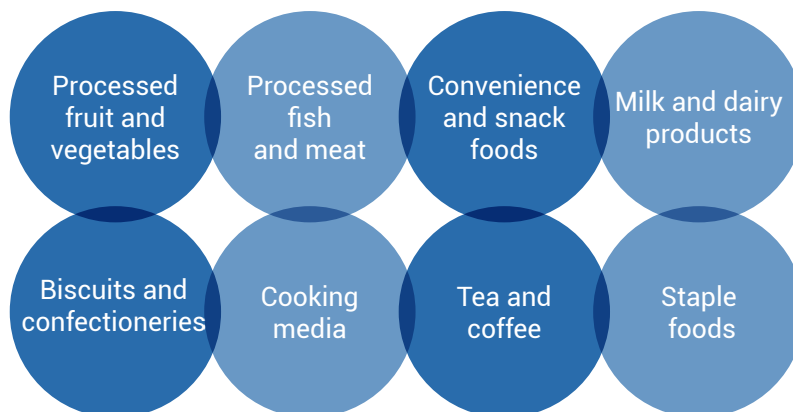 Processed
fruit and
vegetables
Processed
fish
and meat
Convenience
and snack
foods
Milk and dairy
products
Biscuits and
confectioneries
Cooking
media
Tea and
coffee
Staple
foods